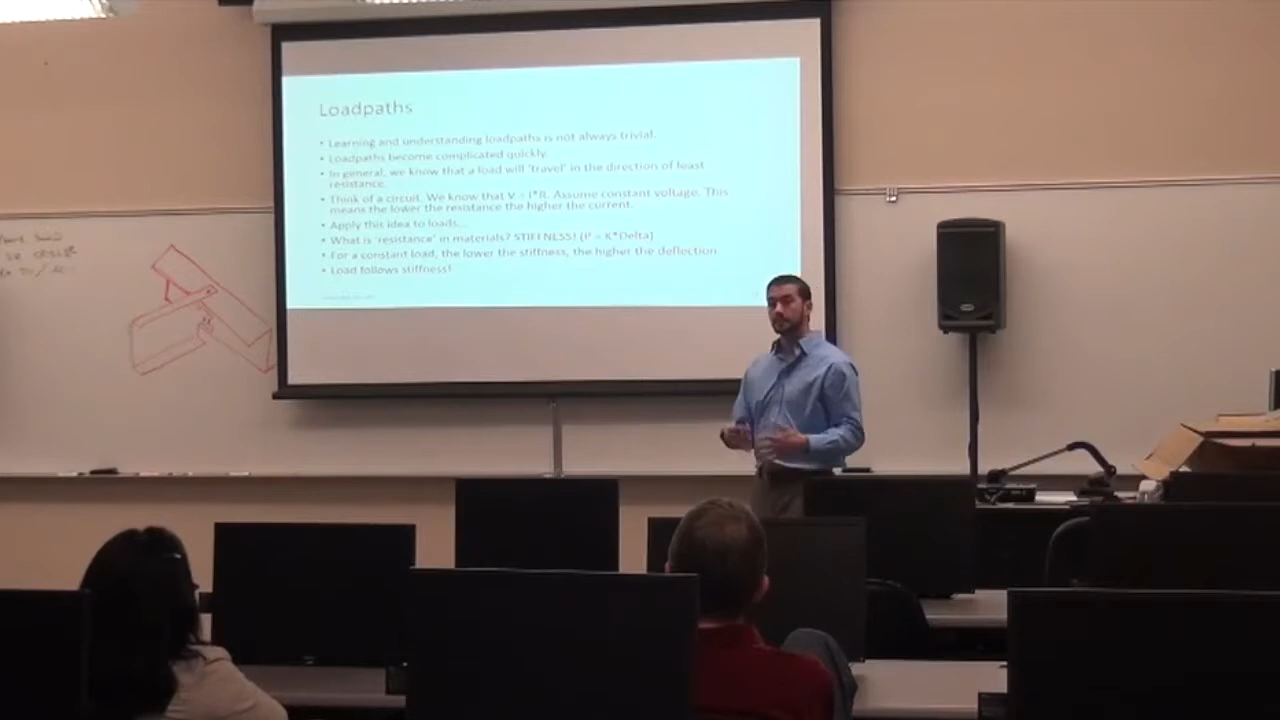 Loadpaths
• Learning and understanding loadpaths is not always trivial.
• Loadpaths become complicated quickly.
• In general, we know that a load will 'travel' in the direction of least
resistance.
• Think of a circuit. We know that V = I*R. Assume constant voltage. This
means the lower the resistance the higher the current.
• Apply this idea to loads...
• What is 'resistance' in materials? STIFFNESS! (F = K*Delta)
• For a constant load, the lower the stiffness, the higher the deflection.
• Load follows stiffness!